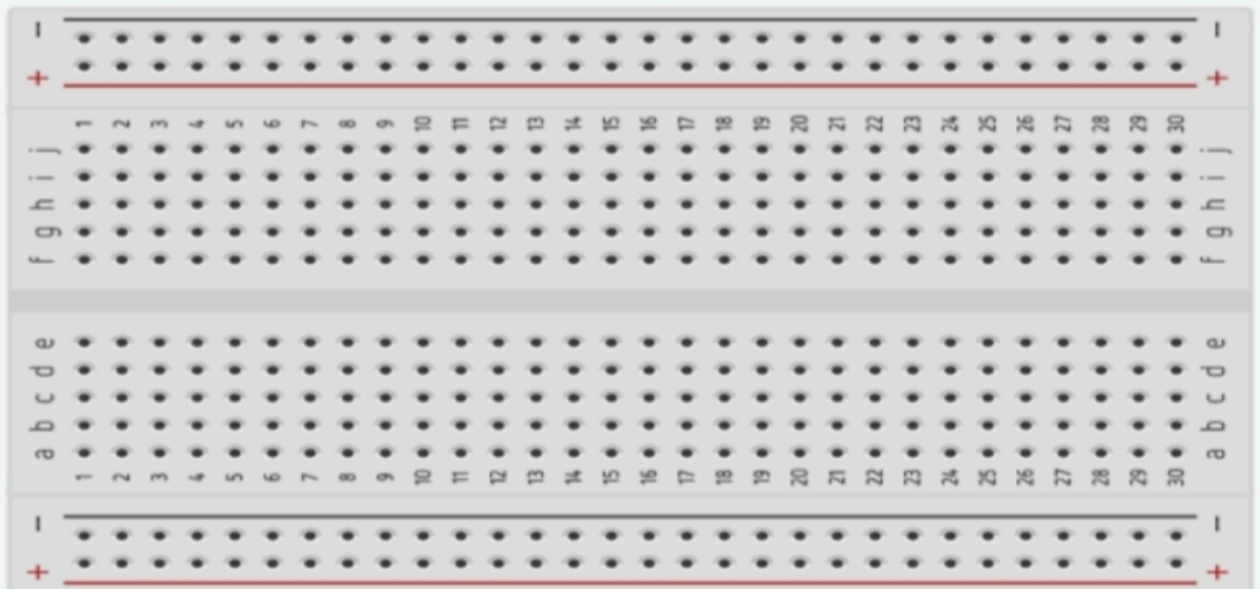 - -
+ +
1 2 3 4 5 6 7 8 9 10 11 12 13 14 15 16 17 18 19 20 21 22 23 24 25 26 27 28 29 30
j j
i i
h h
g g
f f
e e
d d
c c
b b
a a
1 2 3 4 5 6 7 8 9 10 11 12 13 14 15 16 17 18 19 20 21 22 23 24 25 26 27 28 29 30
- -
+ +